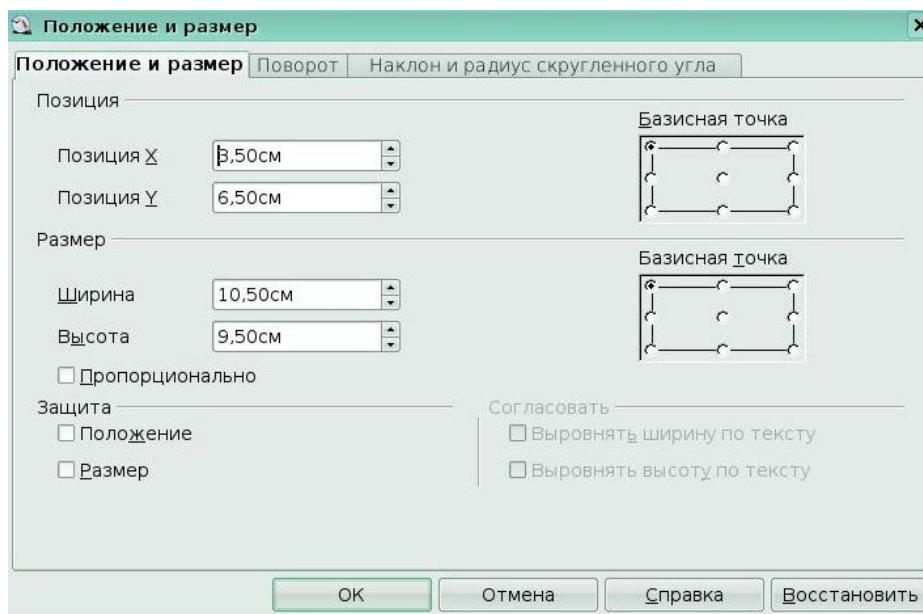 Положение и размер
Положение и размер Поворот Наклон и радиус скругленного угла
Позиция
Базисная точка
Позиция X 3,50см
Позиция Y 6,50см
Размер
Базисная точка
Ширина 10,50см
Высота 9,50см
Пропорционально
Защита Согласовать
Положение Выровнять ширину по тексту
Размер Выровнять высоту по тексту
OK Отмена Справка Восстановить